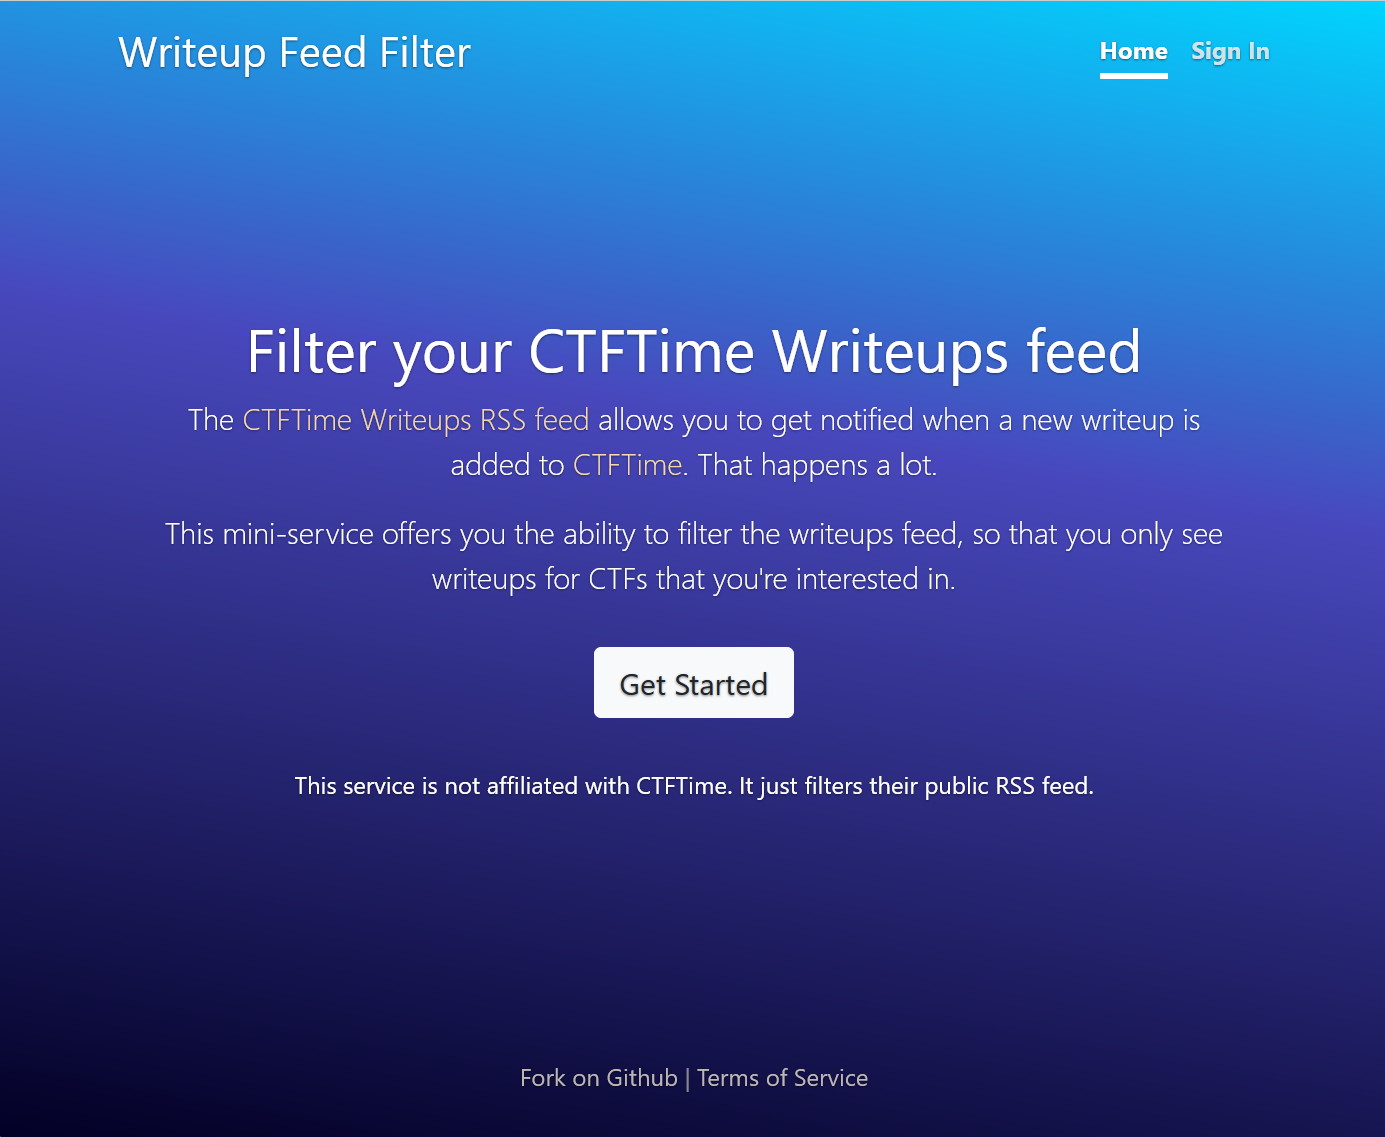 Writeup Feed Filter
Home Sign In
Filter your CTFTime Writeups feed
The CTFTime Writeups RSS feed allows you to get notified when a new writeup is
added to CTFTime. That happens a lot.
This mini-service offers you the ability to filter the writeups feed, so that you only see
writeups for CTFs that you're interested in.
Get Started
This service is not affiliated with CTFTime. It just filters their public RSS feed.
Fork on Github | Terms of Service